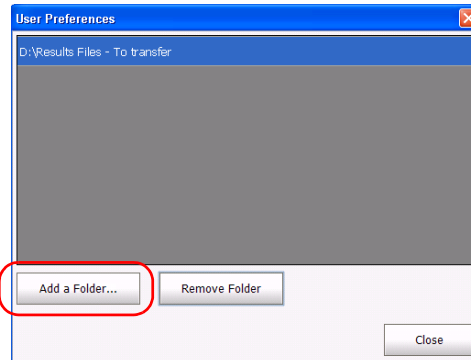 User Preferences
D:\Results Files - To transfer
Add a Folder... Remove Folder
Close